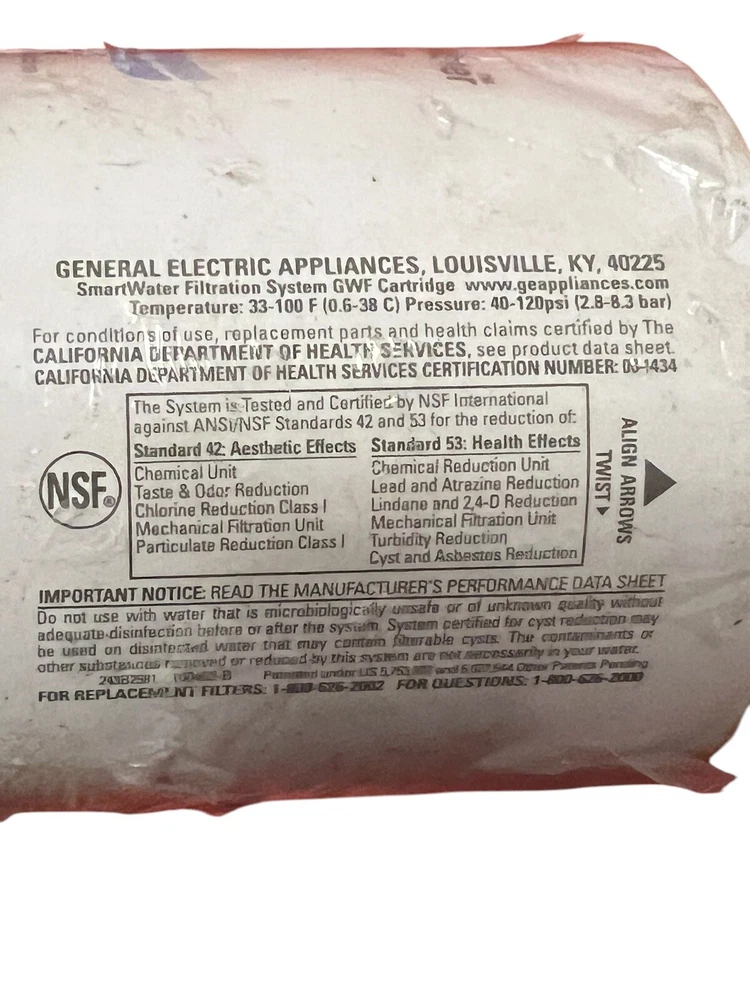 GENERAL ELECTRIC APPLIANCES, LOUISVILLE, KY, 40225
SmartWater Filtration System GWF Cartridge www.geappliances.com
Temperature: 33-100 F (0.6-38 C) Pressure: 40-120psi (2.8-8.3 bar)
For conditions of use, replacement parts and health claims certified by The
CALIFORNIA DEPARTMENT OF HEALTH SERVICES, see product data sheet.
CALIFORNIA DEPARTMENT OF HEALTH SERVICES CERTIFICATION NUMBER:
The System is Tested and Certified by NSF International
against ANSI/NSF Standards 42 and 53 for the reduction of:
Standard 42: Aesthetic Effects
Chemical Unit
Taste & Odor Reduction
Chlorine Reduction Class I
Mechanical Filtration Unit
Particulate Reduction Class I
Standard 53: Health Effects
Chemical Reduction Unit
Lead and Atrazine Reduction
Lindane and 2,4-D Reduction
Mechanical Filtration Unit
Turbidity Reduction
Cyst and Asbestos Reduction
NSF®
ALIGN ARROWS
TWIST
IMPORTANT NOTICE: READ THE MANUFACTURER'S PERFORMANCE DATA SHEET
Do not use with water that is microbiologically unsafe or of unknown quality without
adequate disinfection before or after the system. System certified for cyst reduction may
be used on disinfected water that may contain filterable cysts. The contaminants or
other substances removed or reduced by this system are not necessarily in your water.
Patented under US and Other Patents Pending
FOR REPLACEMENT FILTERS: FOR QUESTIONS: 1-800-626-2000